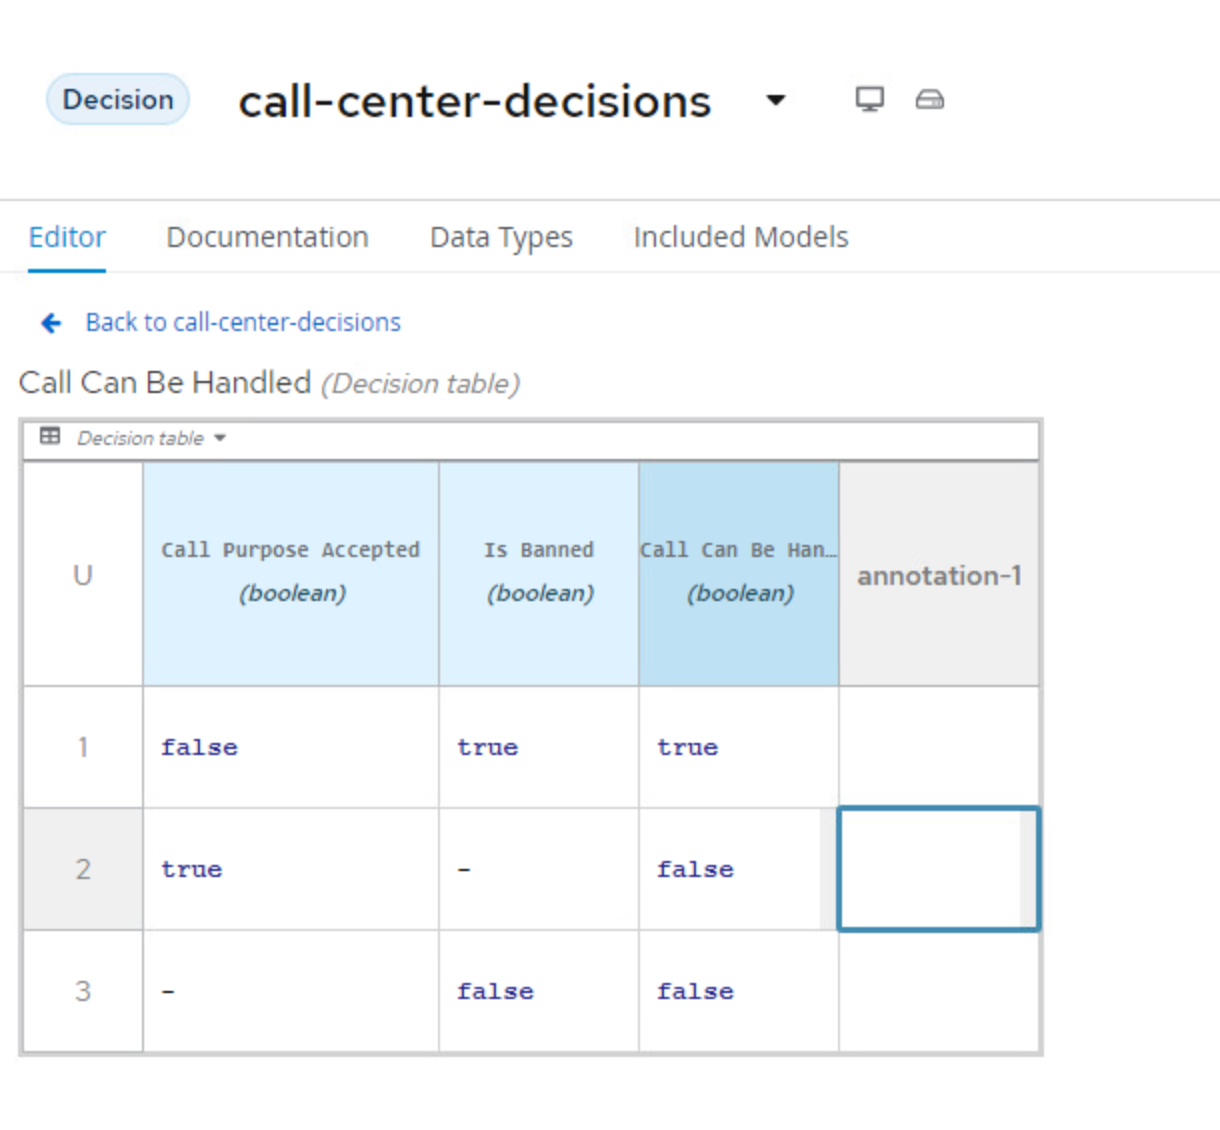 Decision call-center-decisions
Editor Documentation Data Types Included Models
Back to call-center-decisions
Call Can Be Handled (Decision table)
Decision table
U Call Purpose Accepted (boolean) Is Banned (boolean) Call Can Be Han… (boolean) annotation-1
1 false true true
2 true - false
3 - false false